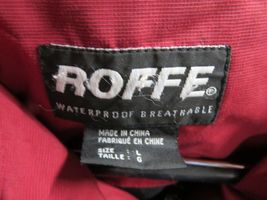 ROFFE®
WATERPROOF BREATHABLE
MADE IN CHINA
FABRIQUÉ EN CHINE
SIZE : L
TAILLE : G